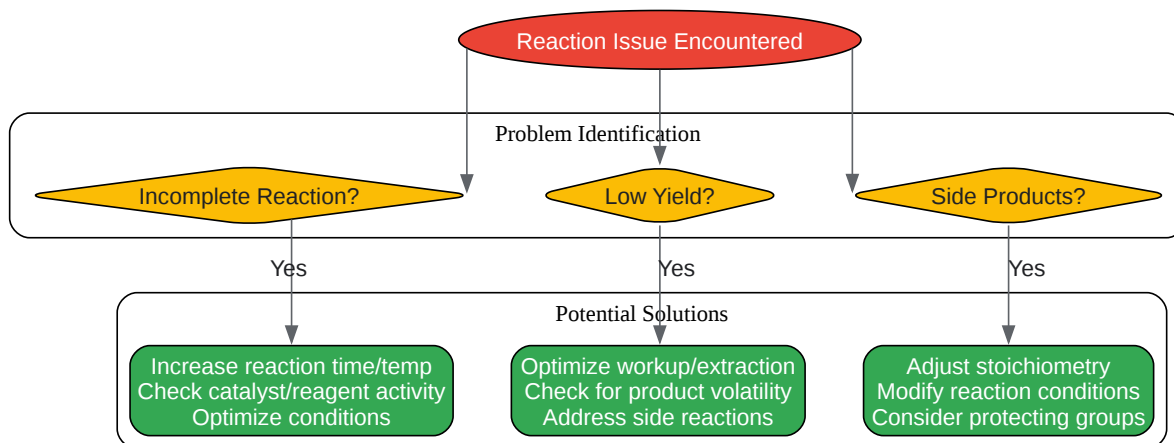 Reaction Issue Encountered
Problem Identification
Incomplete Reaction?
Low Yield?
Side Products?
Yes
Yes
Yes
Potential Solutions
Increase reaction time/temp
Check catalyst/reagent activity
Optimize conditions
Optimize workup/extraction
Check for product volatility
Address side reactions
Adjust stoichiometry
Modify reaction conditions
Consider protecting groups